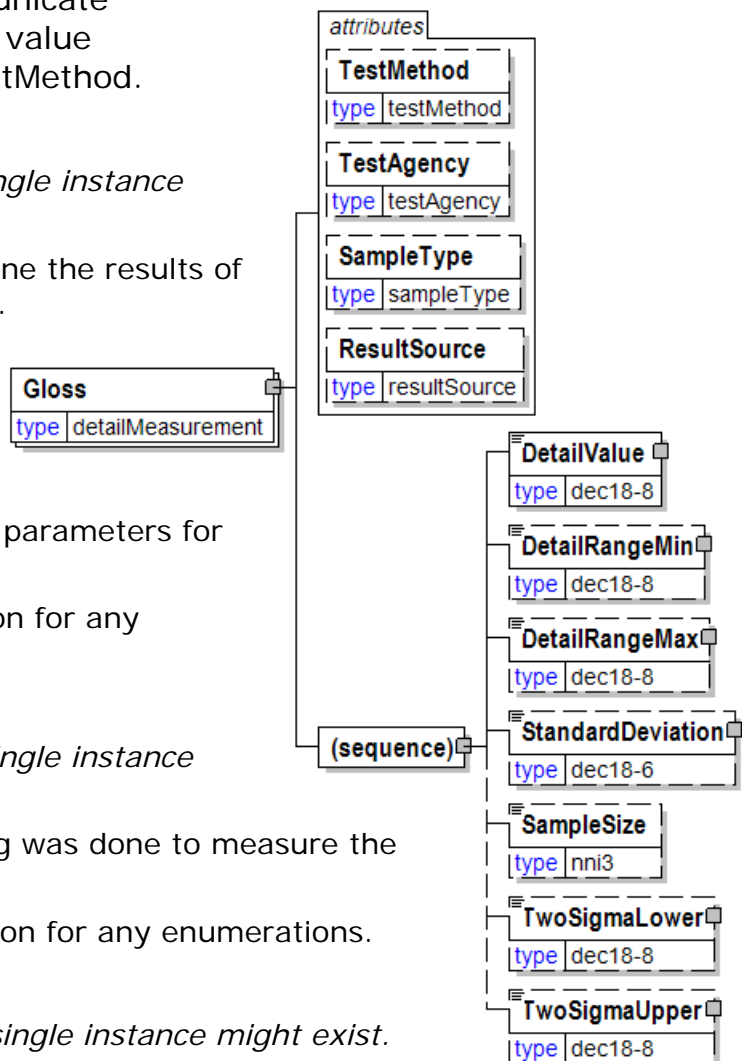 unicate
value
tMethod.
ngle instance
ne the results of
.
parameters for
on for any
ingle instance
g was done to measure the
on for any enumerations.
single instance might exist.
Gloss
type detailMeasurement
attributes
TestMethod
type testMethod
TestAgency
type testAgency
SampleType
type sampleType
ResultSource
type resultSource
(sequence)
DetailValue
type dec18-8
DetailRangeMin
type dec18-8
DetailRangeMax
type dec18-8
StandardDeviation
type dec18-6
SampleSize
type nni3
TwoSigmaLower
type dec18-8
TwoSigmaUpper
type dec18-8